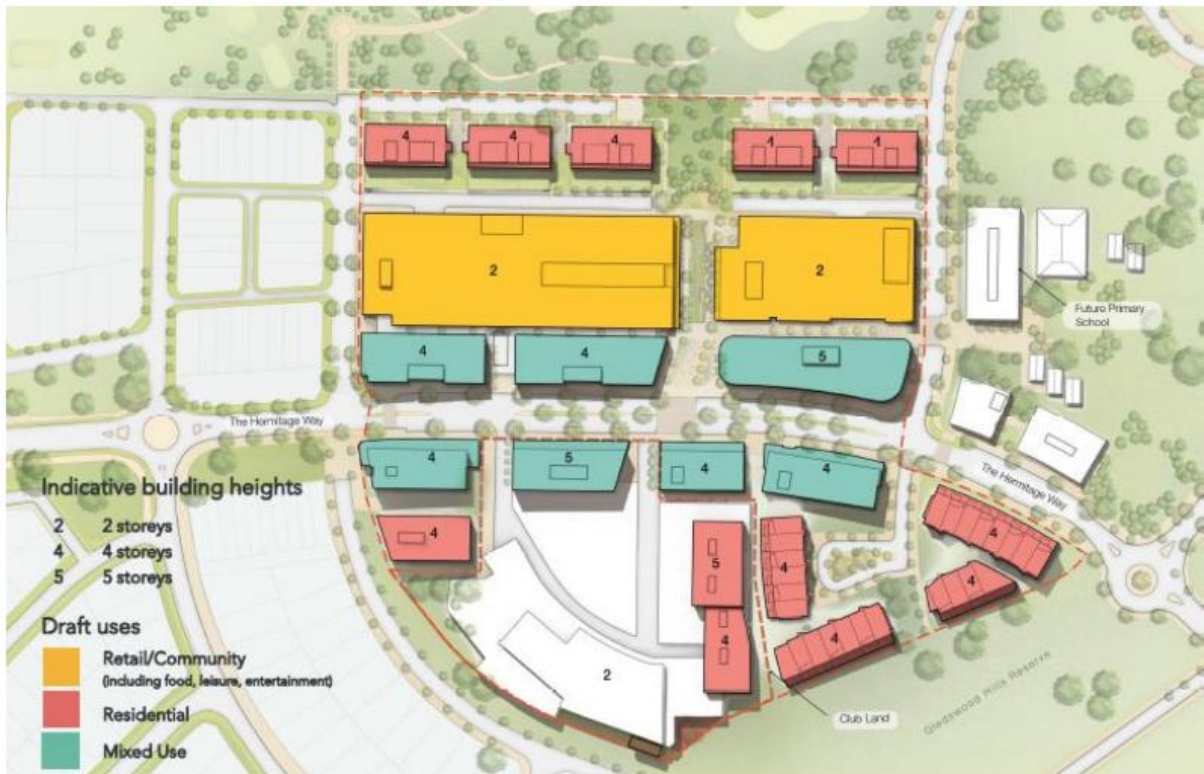 4
4
4
4
4
2
2
Future Primary
School
4
4
5
The Hermitage Way
4
5
4
4
The Hermitage Way
Indicative building heights
2 2 storeys
4 4 storeys
5 5 storeys
4
5
4
4
4
4
4
2
Draft uses
Retail/Community
(including food, leisure, entertainment)
Residential
Mixed Use
Club Land
Gledswood Hills Reserve